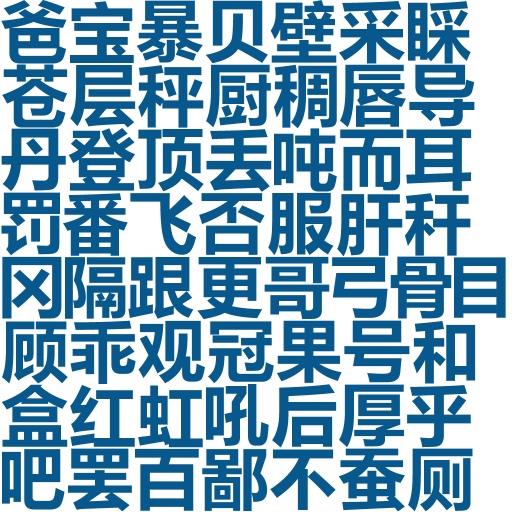 爸宝暴贝壁采睬
苍层秤厨稠唇导
丹登顶丢吨而耳
罚番飞否服肝秆
冈隔跟更哥弓骨目
顾乖观冠果号和
盒红虹吼后厚乎
吧罢百鄙不蚕厕